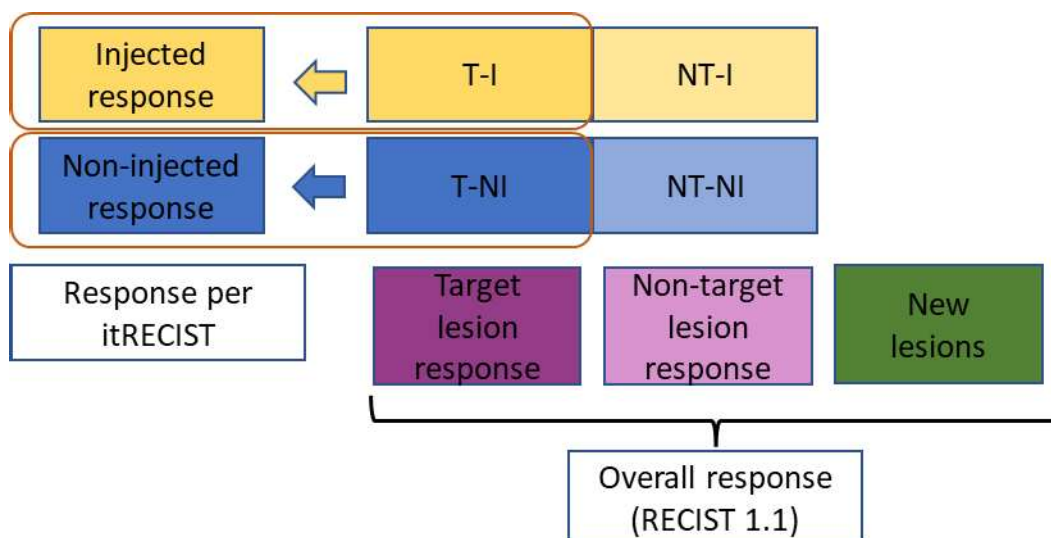 Injected
response
T-I
NT-I
Non-injected
response
T-NI
NT-NI
Response per
itRECIST
Target
lesion
response
Non-target
lesion
response
New
lesions
Overall response
(RECIST 1.1)